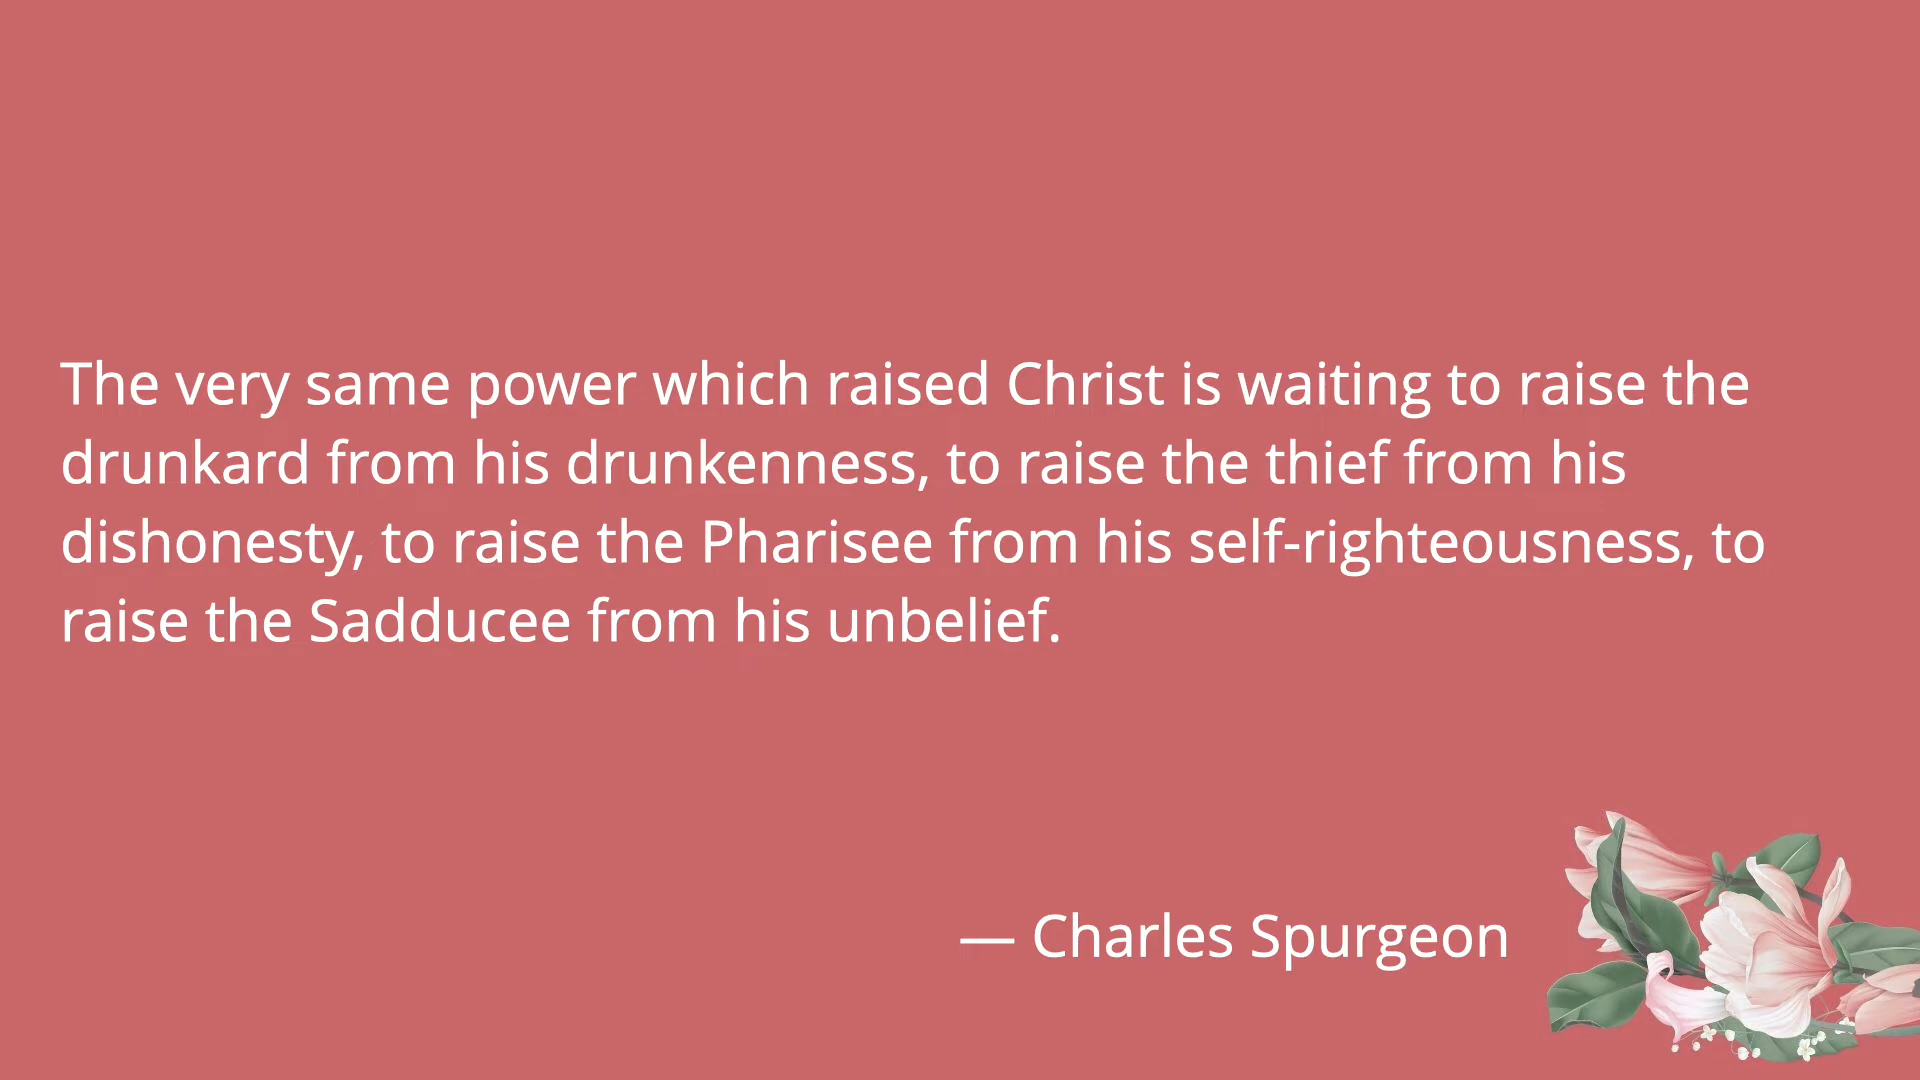 The very same power which raised Christ is waiting to raise the
drunkard from his drunkenness, to raise the thief from his
dishonesty, to raise the Pharisee from his self-righteousness, to
raise the Sadducee from his unbelief.
— Charles Spurgeon